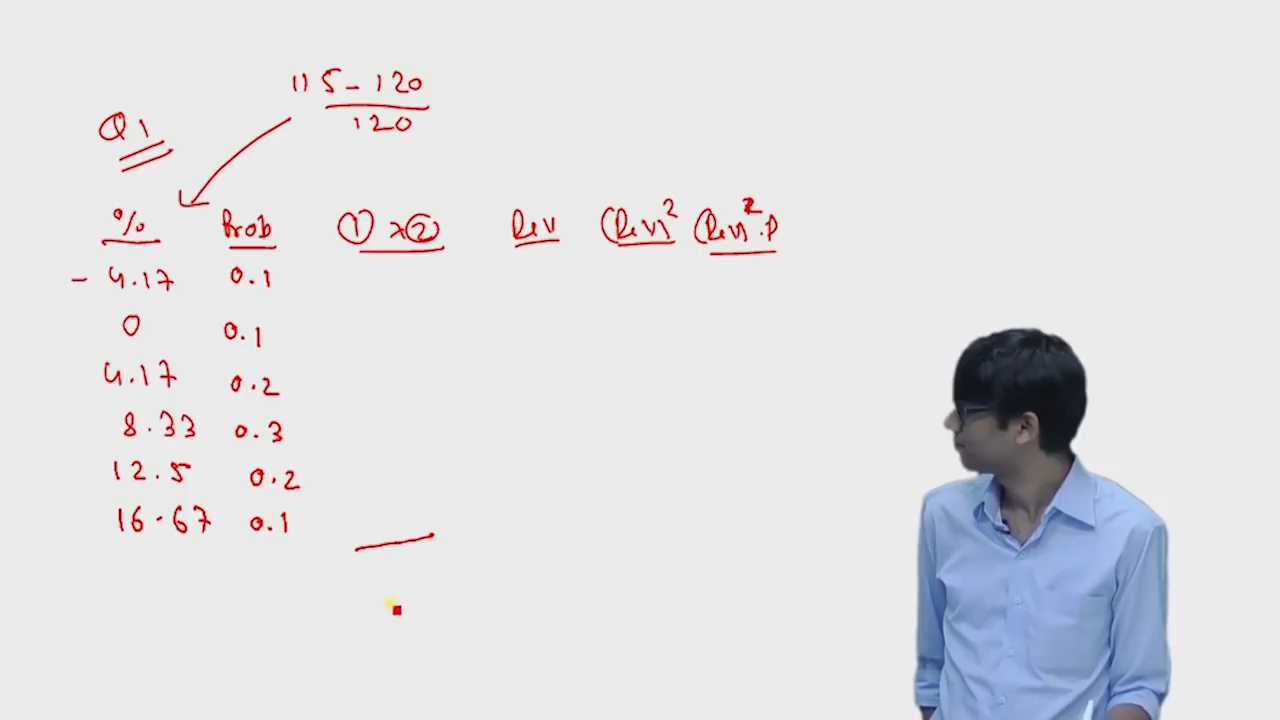 115-120
120
Q1
% Prob ① x② Dev (Dev)² (Dev)².P
- 4.17 0.1
0 0.1
4.17 0.2
8.33 0.3
12.5 0.2
16.67 0.1